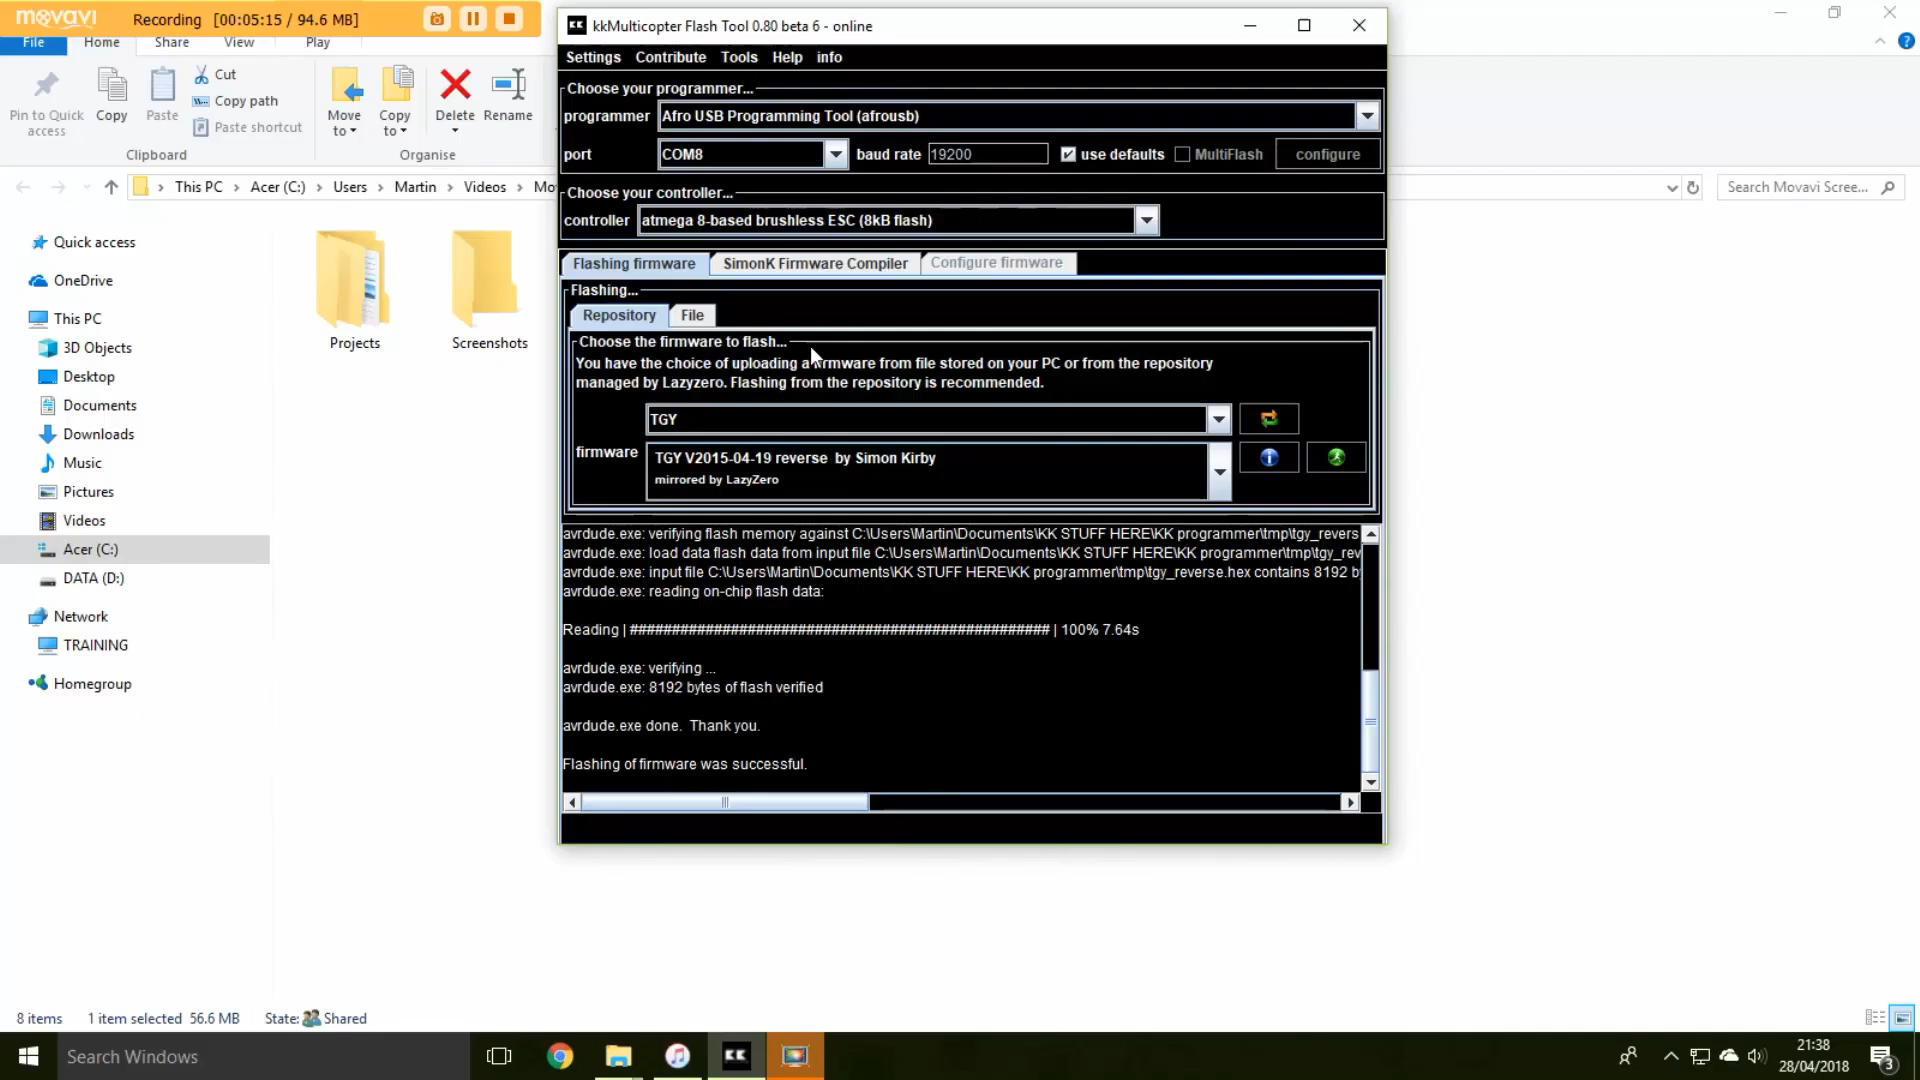 movavi
Recording [00:05:15 / 94.6 MB]
kkMulticopter Flash Tool 0.80 beta 6 - online
File Home Share View Play
Settings Contribute Tools Help info
Pin to Quick access
Copy
Paste
Cut
Copy path
Paste shortcut
Clipboard
Move to
Copy to
Delete
Rename
Organise
Choose your programmer...
programmer Afro USB Programming Tool (afrousb)
port COM8 baud rate 19200 use defaults MultiFlash configure
This PC Acer (C:) Users Martin Videos Mo
Search Movavi Scree...
Choose your controller...
controller atmega 8-based brushless ESC (8kB flash)
Flashing firmware SimonK Firmware Compiler Configure firmware
Flashing...
Repository File
Choose the firmware to flash...
You have the choice of uploading a firmware from file stored on your PC or from the repository
managed by Lazyzero. Flashing from the repository is recommended.
TGY
firmware
TGY V2015-04-19 reverse by Simon Kirby
mirrored by LazyZero
avrdude.exe: verifying flash memory against C:\Users\Martin\Documents\KK STUFF HERE\KK programmer\tmp\tgy_revers
avrdude.exe: load data flash data from input file C:\Users\Martin\Documents\KK STUFF HERE\KK programmer\tmp\tgy_rev
avrdude.exe: input file C:\Users\Martin\Documents\KK STUFF HERE\KK programmer\tmp\tgy_reverse.hex contains 8192 b
avrdude.exe: reading on-chip flash data:
Reading | ################################################## | 100% 7.64s
avrdude.exe: verifying ...
avrdude.exe: 8192 bytes of flash verified
avrdude.exe done. Thank you.
Flashing of firmware was successful.
Quick access
OneDrive
This PC
3D Objects
Desktop
Documents
Downloads
Music
Pictures
Videos
Acer (C:)
DATA (D:)
Network
TRAINING
Homegroup
Projects
Screenshots
8 items 1 item selected 56.6 MB State: Shared
Search Windows
KK
21:38
28/04/2018
3